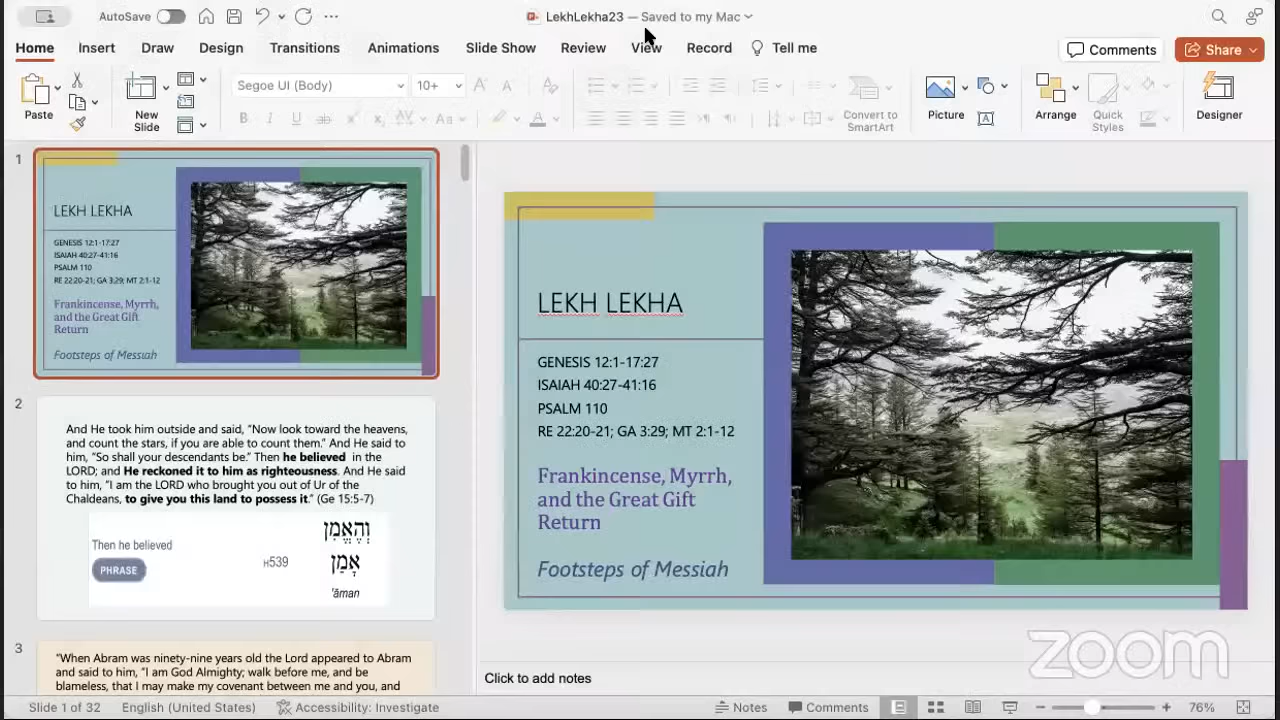 AutoSave
LekhLekha23 — Saved to my Mac
Home Insert Draw Design Transitions Animations Slide Show Review View Record Tell me
Comments Share
Paste
New
Slide
Segoe UI (Body) 10+
Convert to
SmartArt
Picture
Arrange
Quick
Styles
Designer
1
LEKH LEKHA
GENESIS 12:1-17:27
ISAIAH 40:27-41:16
PSALM 110
RE 22:20-21; GA 3:29; MT 2:1-12
Frankincense, Myrrh,
and the Great Gift
Return
Footsteps of Messiah
2
And He took him outside and said, “Now look toward the heavens,
and count the stars, if you are able to count them.” And He said to
him, “So shall your descendants be.” Then he believed in the
LORD; and He reckoned it to him as righteousness. And He said
to him, “I am the LORD who brought you out of Ur of the
Chaldeans, to give you this land to possess it.” (Ge 15:5-7)
Then he believed
PHRASE
H539
וְהֶאֱמִן
אָמַן
'āman
3
“When Abram was ninety-nine years old the Lord appeared to Abram
and said to him, “I am God Almighty; walk before me, and be
blameless, that I may make my covenant between me and you, and
LEKH LEKHA
GENESIS 12:1-17:27
ISAIAH 40:27-41:16
PSALM 110
RE 22:20-21; GA 3:29; MT 2:1-12
Frankincense, Myrrh,
and the Great Gift
Return
Footsteps of Messiah
zoom
Click to add notes
Slide 1 of 32 English (United States) Accessibility: Investigate Notes Comments 76%